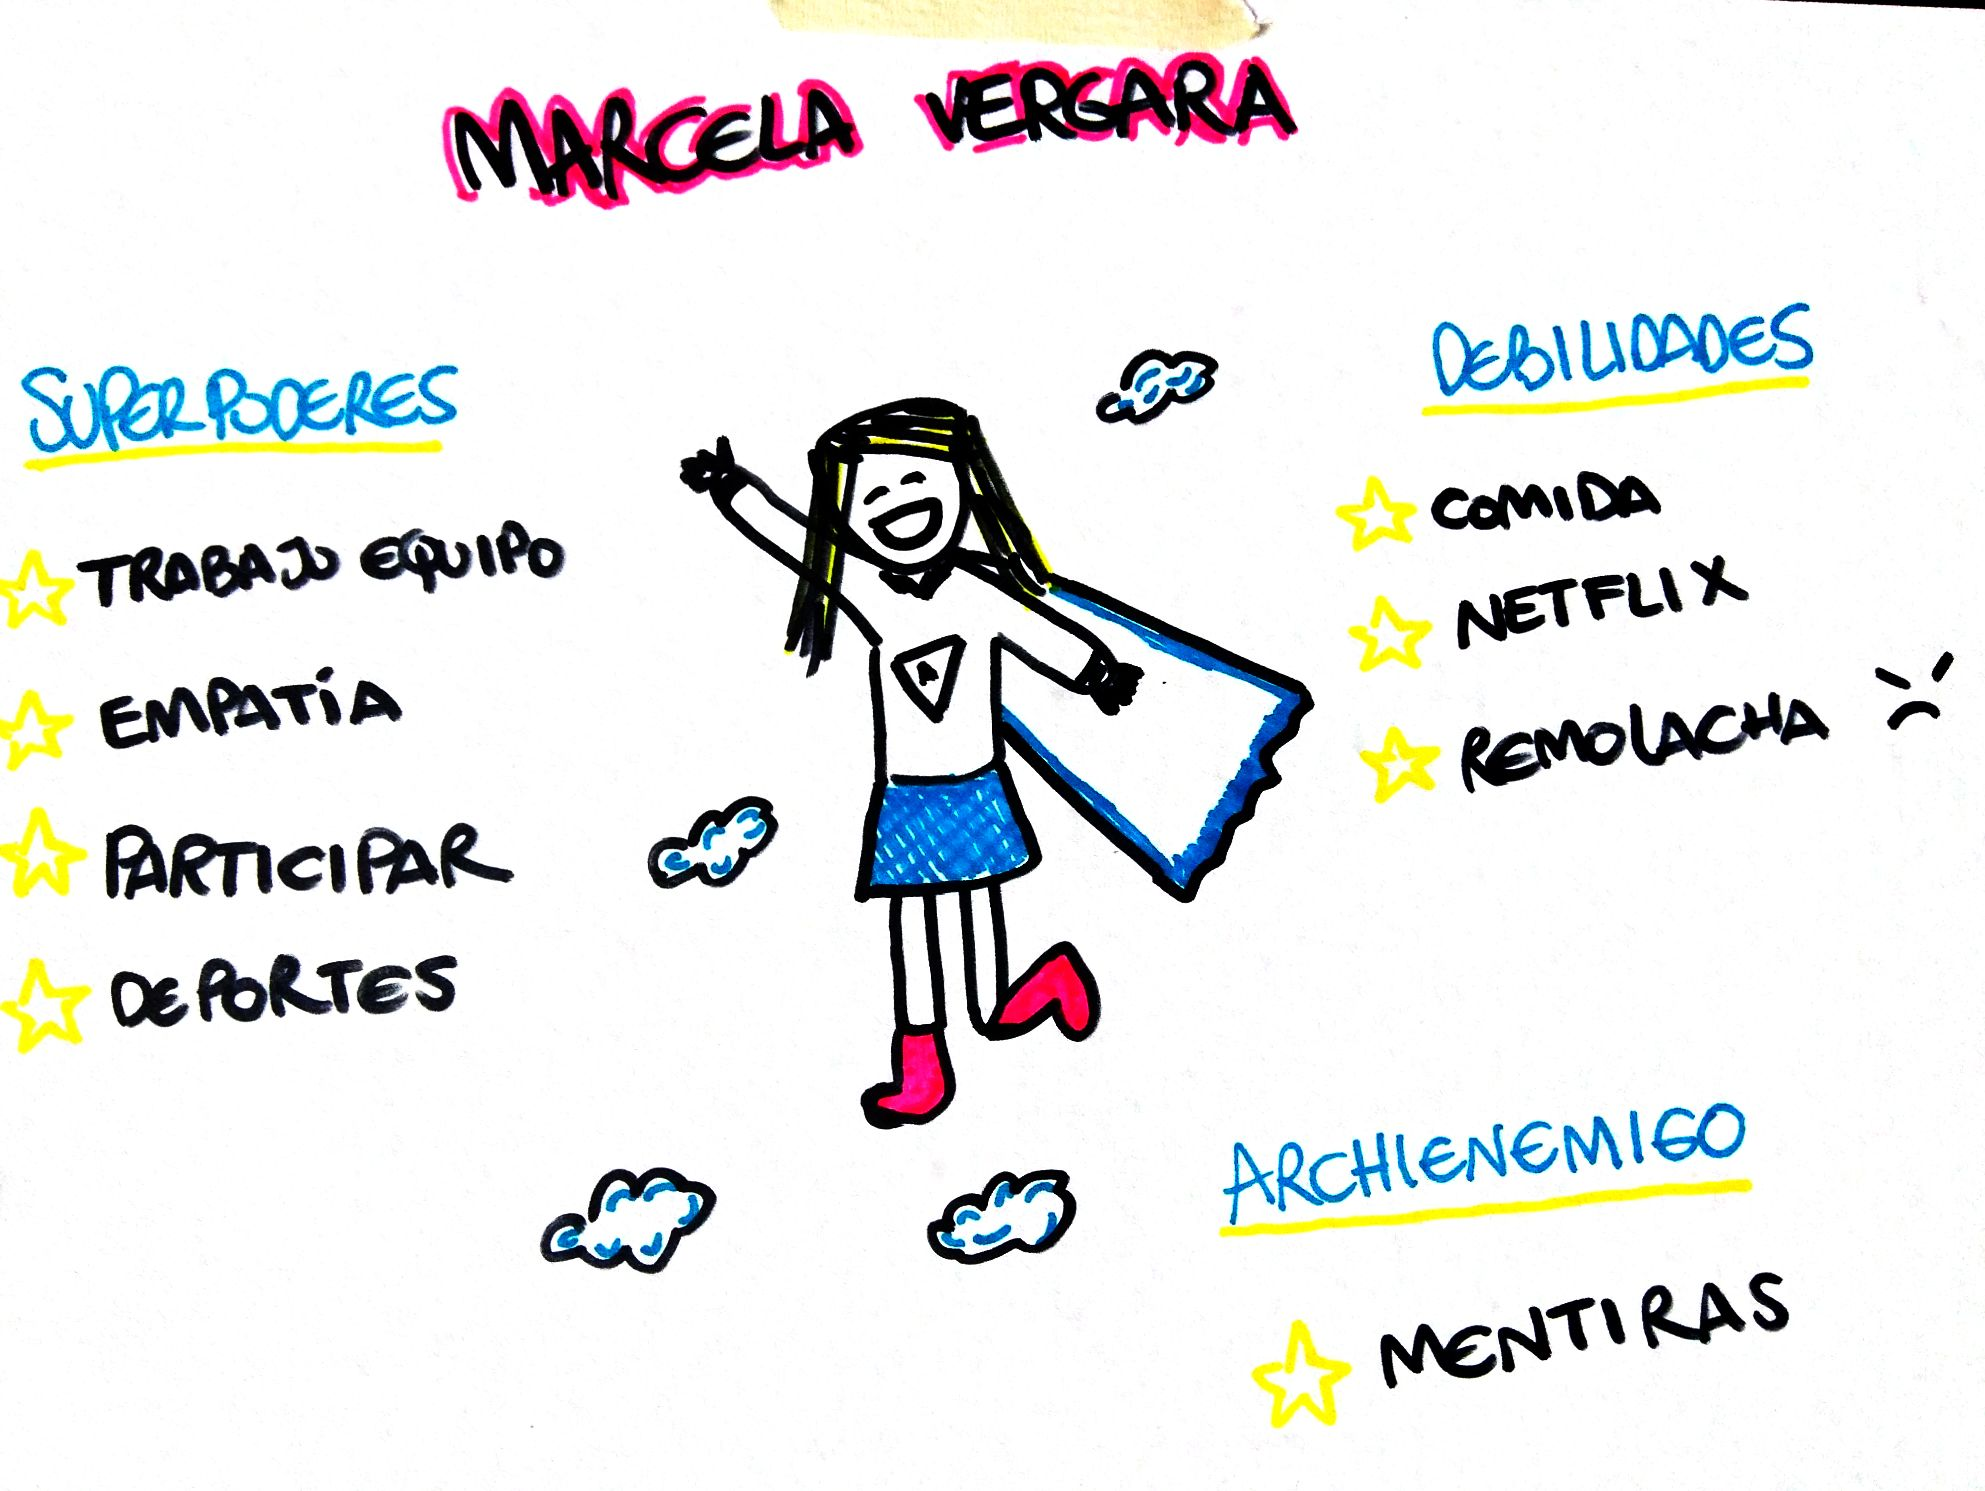 MARCELA VERGARA
SUPERPODERES
TRABAJO EQUIPO
EMPATÍA
PARTICIPAR
DEPORTES
A
DEBILIDADES
COMIDA
NETFLIX
REMOLACHA
ARCHIENEMIGO
MENTIRAS